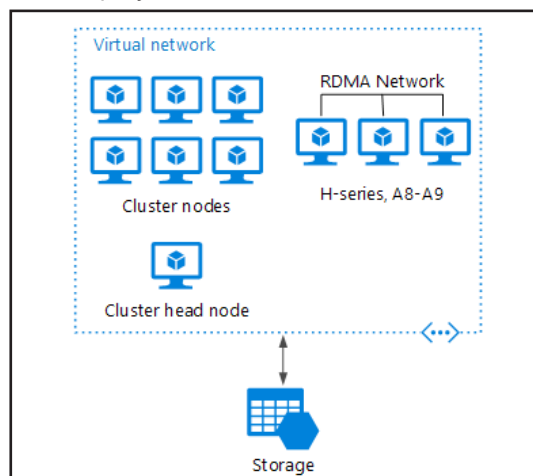 Virtual network
RDMA Network
Cluster nodes
H-series, A8-A9
Cluster head node
Storage